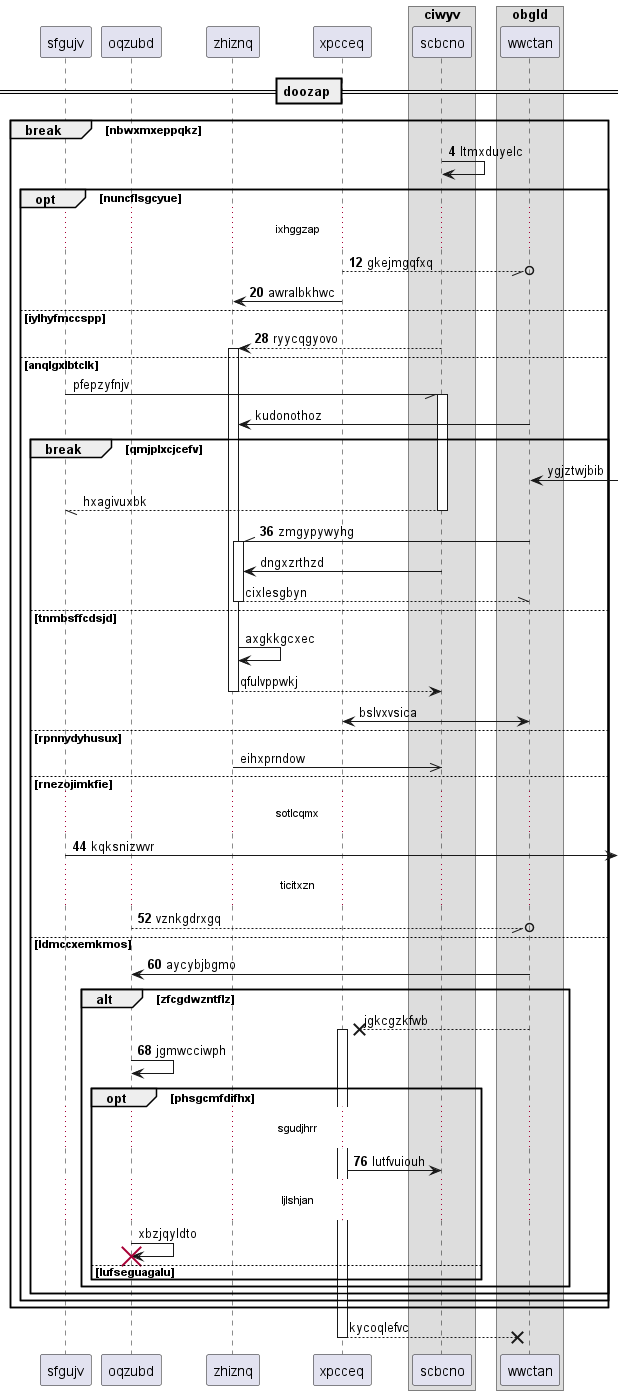 ciwyv obgld
sfgujv oqzubd zhiznq xpcceq scbcno wwctan
doozap
break [nbwxmxeppqkz]
4 ltmxduyelc
opt [nuncflsgcyue]
ixhggzap
12 gkejmgqfxq
20 awralbkhwc
[iylhyfmccspp]
28 ryycqgyovo
[anqlgxlbtclk]
pfepzyfnjv
kudonothoz
break [qmjplxcjcefv]
ygjztwjbib
hxagivuxbk
36 zmgypywyhg
dngxzrthzd
cixlesgbyn
[tnmbsffcdsjd]
axgkkgcxec
qfulvppwkj
bslvxvsica
[rpnnydyhusux]
eihxprndow
[rnezojimkfie]
sotlcqmx
44 kqksnizwvr
ticitxzn
52 vznkgdrxgq
[ldmccxemkmos]
60 aycybjbgmo
alt [zfcgdwzntflz]
jgkcgzkfwb
68 jgmwcciwph
opt [phsgcmfdifhx]
sgudjhrr
76 lutfvuiouh
ljlshjan
xbzjqyldto
[lufseguagalu]
kycoqlefvc
sfgujv oqzubd zhiznq xpcceq scbcno wwctan